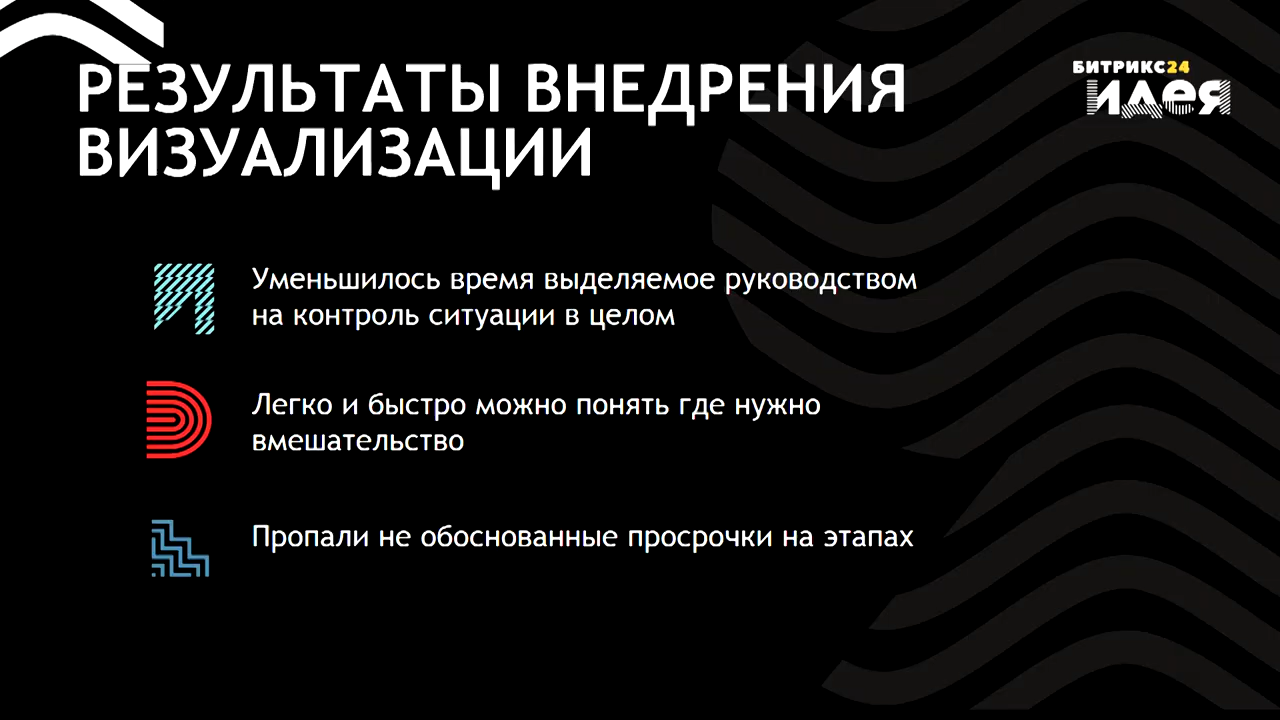 РЕЗУЛЬТАТЫ ВНЕДРЕНИЯ
ВИЗУАЛИЗАЦИИ
БИТРИКС24
идея
Уменьшилось время выделяемое руководством
на контроль ситуации в целом
Легко и быстро можно понять где нужно
вмешательство
Пропали не обоснованные просрочки на этапах